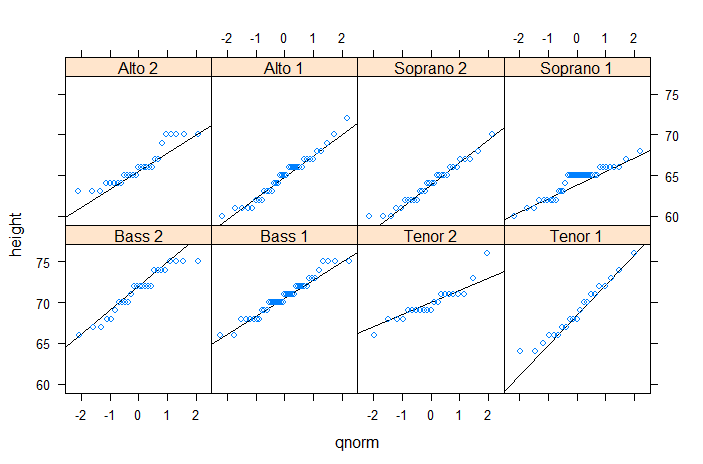 -2 -1 0 1 2 -2 -1 0 1 2
Alto 2 Alto 1 Soprano 2 Soprano 1
75
70
65
60
Bass 2 Bass 1 Tenor 2 Tenor 1
75
70
65
60
-2 -1 0 1 2 -2 -1 0 1 2
height
qnorm